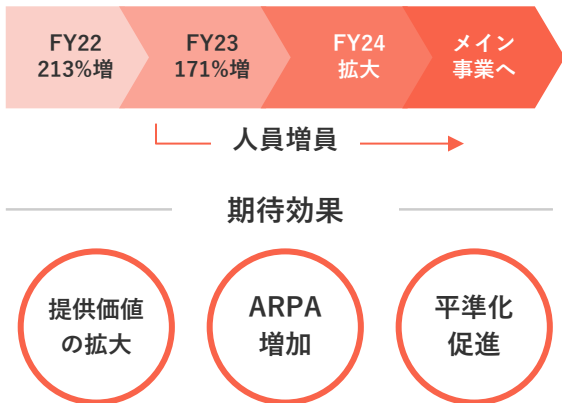 FY22
213%増
FY23
171%増
FY24
拡大
メイン
事業へ
人員増員
期待効果
提供価値
の拡大
ARPA
増加
平準化
促進